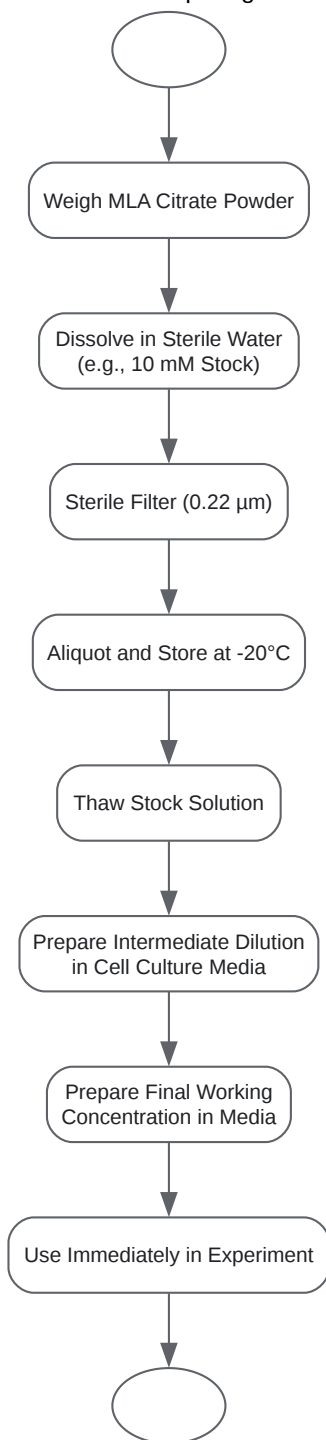 Weigh MLA Citrate Powder
Dissolve in Sterile Water
(e.g., 10 mM Stock)
Sterile Filter (0.22 µm)
Aliquot and Store at -20°C
Thaw Stock Solution
Prepare Intermediate Dilution
in Cell Culture Media
Prepare Final Working
Concentration in Media
Use Immediately in Experiment